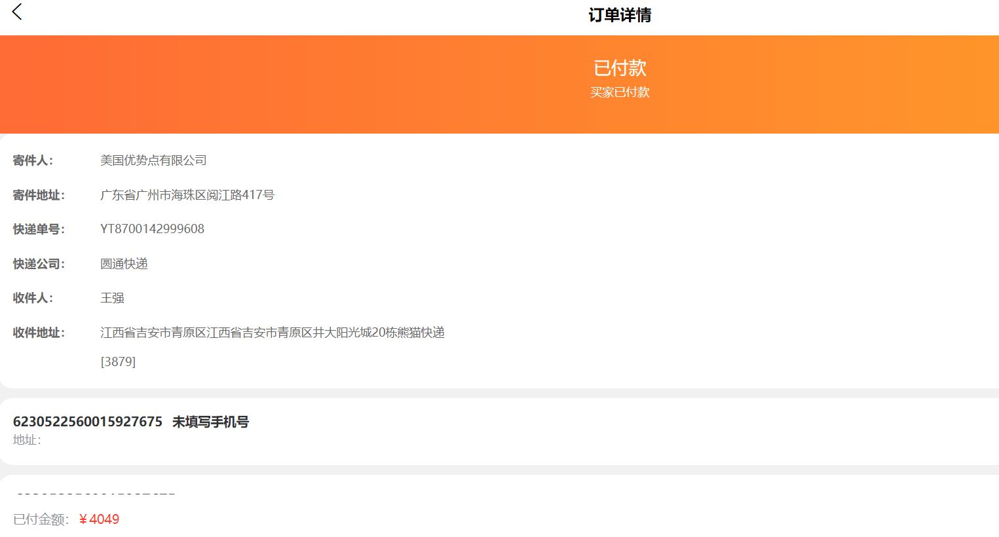 订单详情
已付款
买家已付款
寄件人： 美国优势点有限公司
寄件地址： 广东省广州市海珠区阅江路417号
快递单号： YT8700142999608
快递公司： 圆通快递
收件人： 王强
收件地址： 江西省吉安市青原区江西省吉安市青原区井大阳光城20栋熊猫快递
[3879]
6230522560015927675 未填写手机号
地址：
已付金额： ¥4049